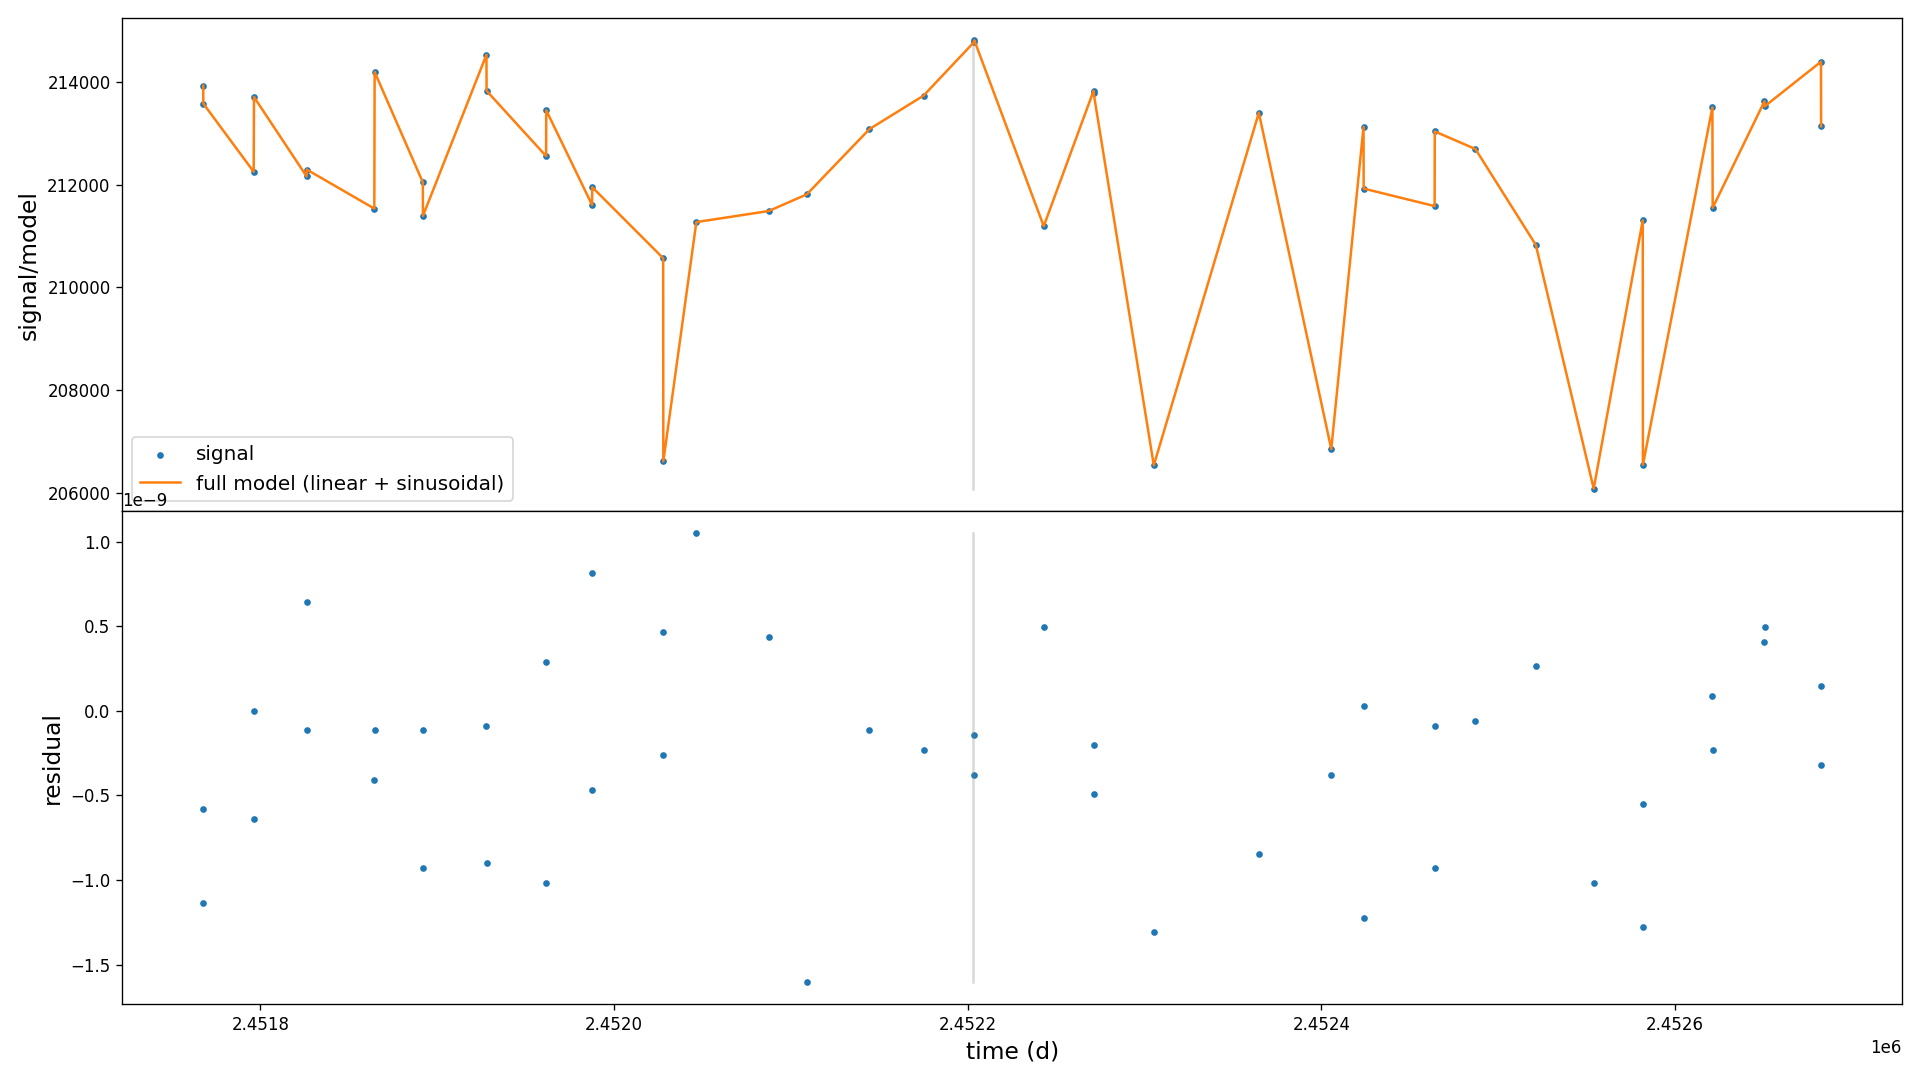 214000
212000
210000
208000
206000
signal/model
signal
full model (linear + sinusoidal)
1e−9
1.0
0.5
0.0
−0.5
−1.0
−1.5
residual
2.4518
2.4520
2.4522
2.4524
2.4526
time (d)
1e6